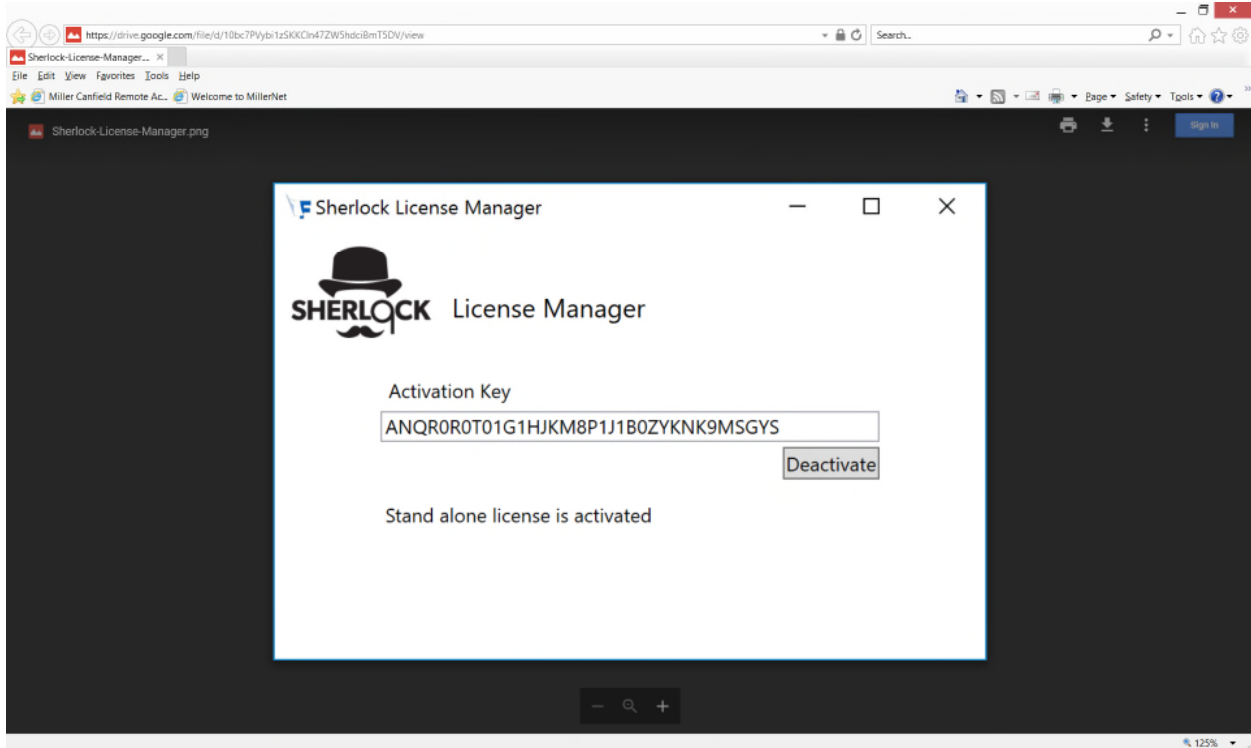 https://drive.google.com/file/d/10bc7PVybi1zSKKCln47ZW5hdciBmT5DV/view
Search...
Sherlock-License-Manager...
File Edit View Favorites Tools Help
Miller Canfield Remote Ac... Welcome to MillerNet
Page Safety Tools
Sherlock-License-Manager.png
Sign In
Sherlock License Manager
SHERLOCK License Manager
Activation Key
ANQR0R0T01G1HJKM8P1J1B0ZYKNK9MSGYS
Deactivate
Stand alone license is activated
125%